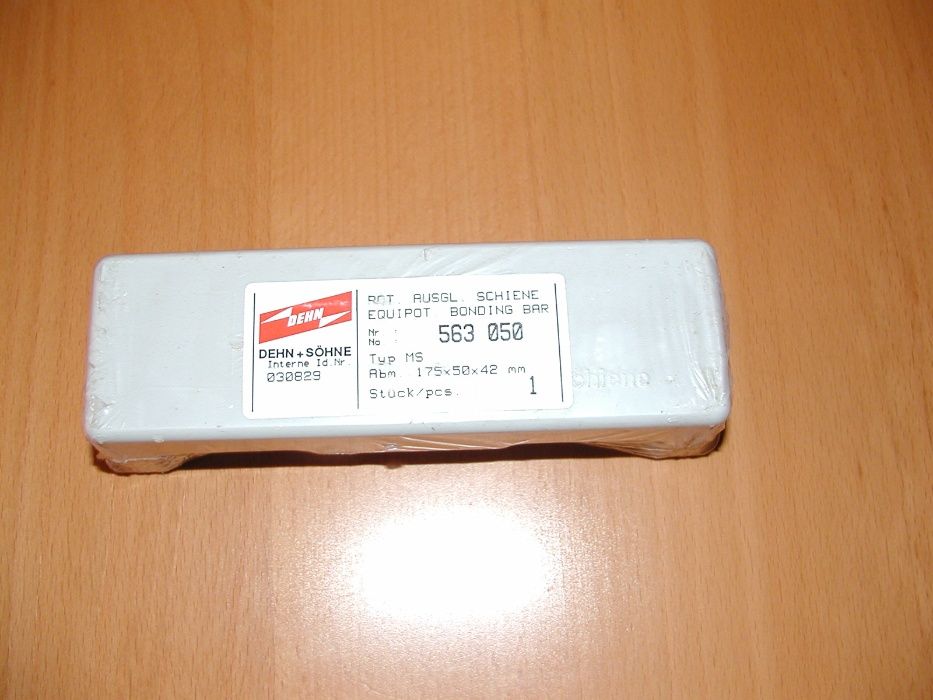 DEHN
DEHN + SÖHNE
Interne Id.Nr.
030829
POT. AUSGL. SCHIENE
EQUIPOT. BONDING BAR
Nr. :
No :
563 050
Typ MS
Abm. 175x50x42 mm
Stück/pcs. 1
schiene